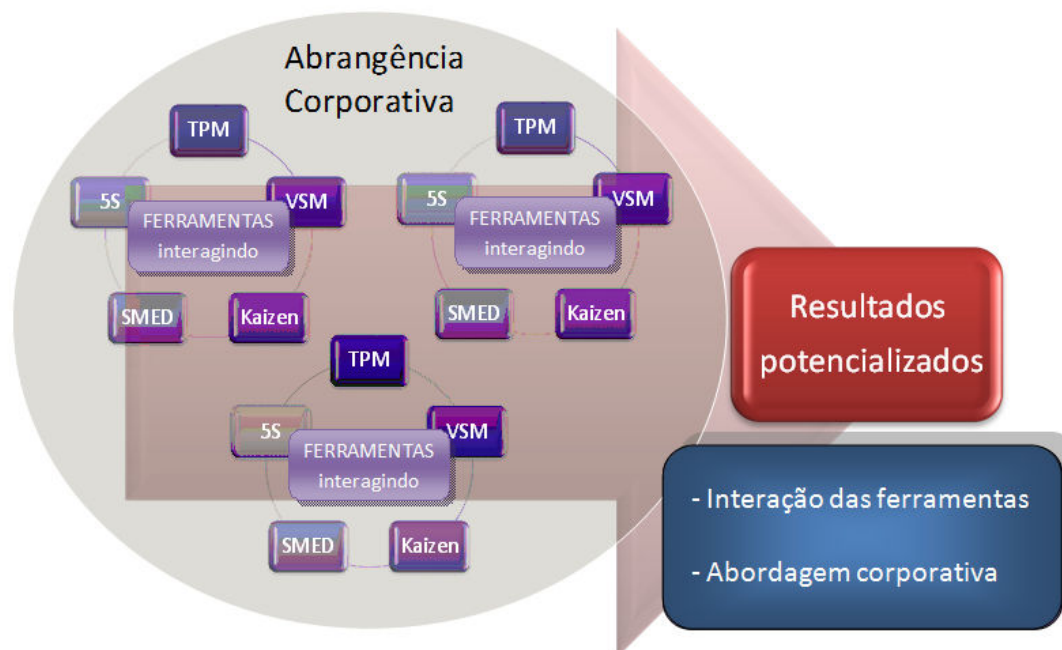 Abrangência
Corporativa
TPM
5S
VSM
FERRAMENTAS
interagindo
SMED
Kaizen
TPM
5S
VSM
FERRAMENTAS
interagindo
SMED
Kaizen
TPM
5S
VSM
FERRAMENTAS
interagindo
SMED
Kaizen
Resultados
potencializados
- Interação das ferramentas
- Abordagem corporativa